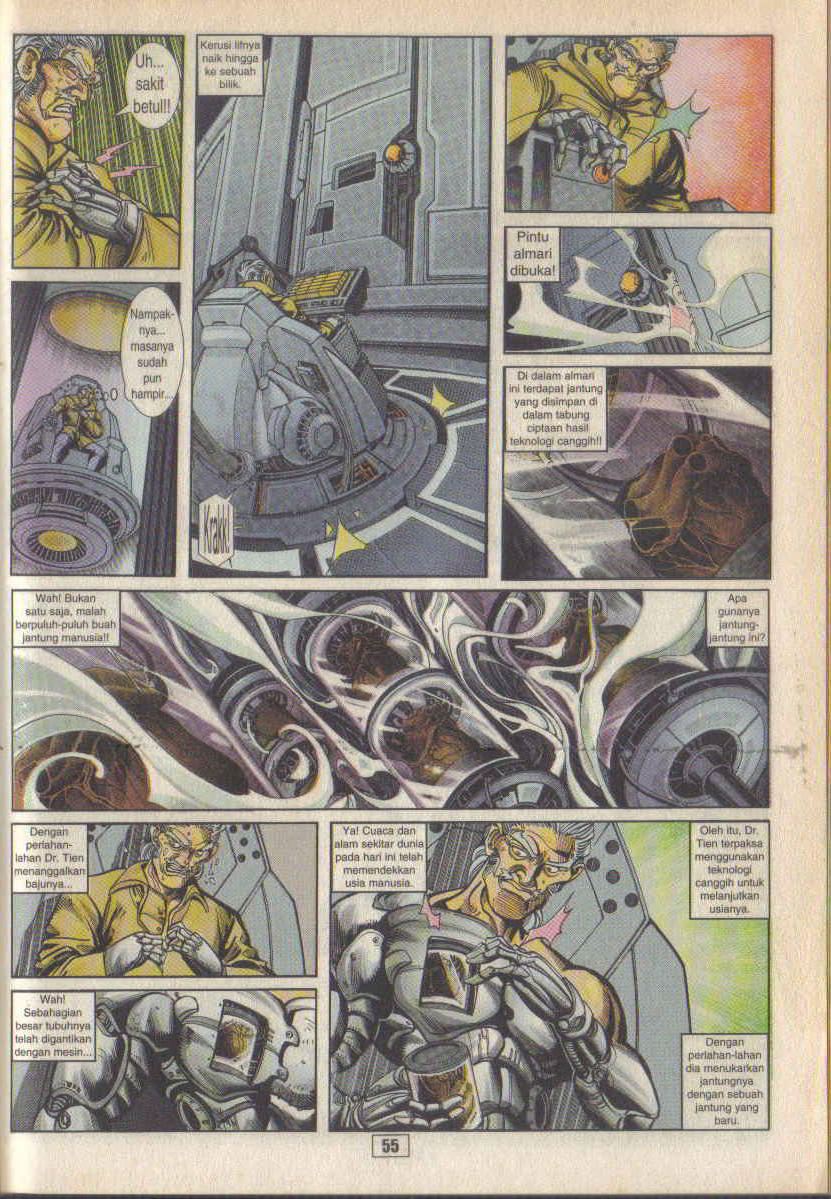 Uh...
sakit
betul!!
Nampak-
nya...
masanya
sudah
pun
hampir...
Kerusi lifnya
naik hingga
ke sebuah
bilik.
Krakk!
Pintu
almari
dibuka!
Di dalam almari
ini terdapat jantung
yang disimpan di
dalam tabung
ciptaan hasil
teknologi canggih!!
Wah! Bukan
satu saja, malah
berpuluh-puluh buah
jantung manusia!!
Apa
gunanya
jantung-
jantung ini?
Dengan
perlahan-
lahan Dr. Tien
menanggalkan
bajunya...
Wah!
Sebahagian
besar tubuhnya
telah digantikan
dengan mesin...
Ya! Cuaca dan
alam sekitar dunia
pada hari ini telah
memendekkan
usia manusia.
Oleh itu, Dr.
Tien terpaksa
menggunakan
teknologi
canggih untuk
melanjutkan
usianya.
Dengan
perlahan-lahan
dia menukarkan
jantungnya
dengan sebuah
jantung yang
baru.
55